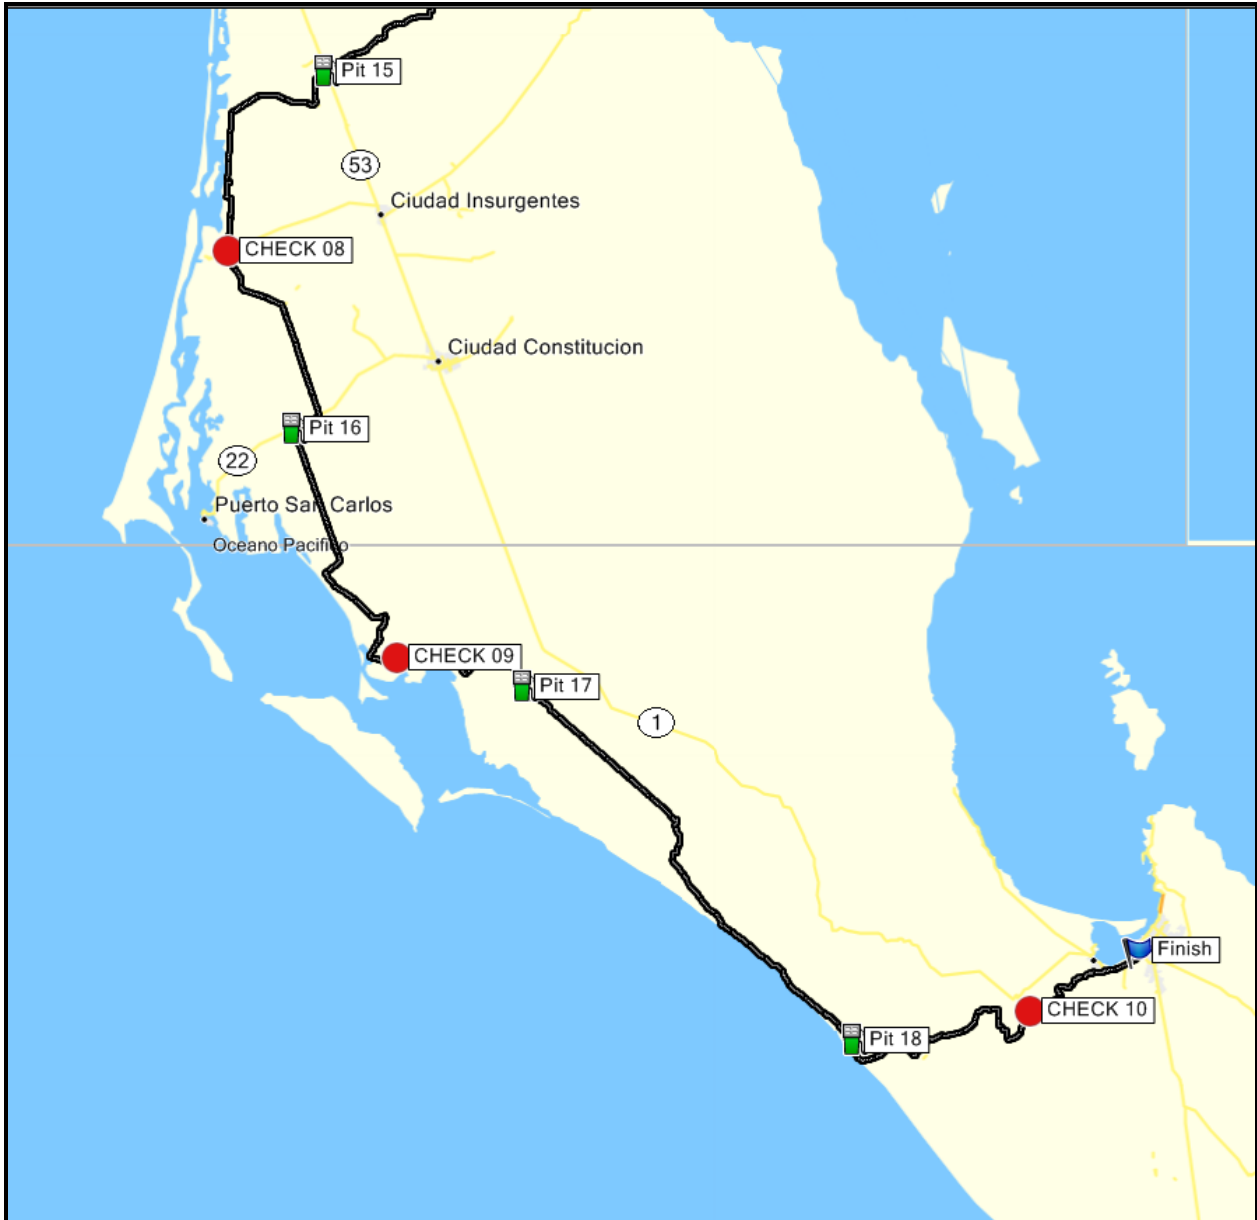 Pit 15
53
Ciudad Insurgentes
CHECK 08
Ciudad Constitucion
Pit 16
22
Puerto San Carlos
Oceano Pacifico
CHECK 09
Pit 17
1
Finish
CHECK 10
Pit 18